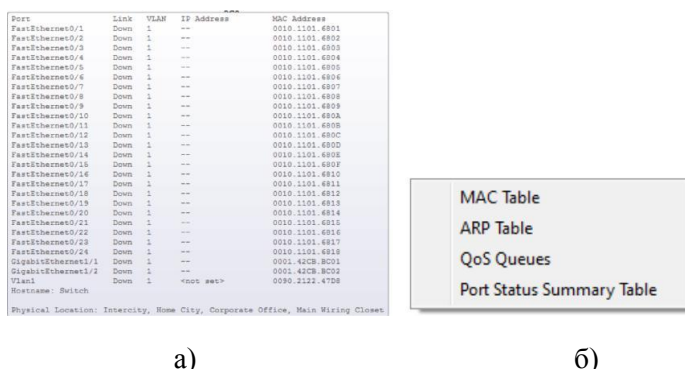 Port Link VLAN IP Address MAC Address
FastEthernet0/1 Down 1 -- 0010.1101.6801
FastEthernet0/2 Down 1 -- 0010.1101.6802
FastEthernet0/3 Down 1 -- 0010.1101.6803
FastEthernet0/4 Down 1 -- 0010.1101.6804
FastEthernet0/5 Down 1 -- 0010.1101.6805
FastEthernet0/6 Down 1 -- 0010.1101.6806
FastEthernet0/7 Down 1 -- 0010.1101.6807
FastEthernet0/8 Down 1 -- 0010.1101.6808
FastEthernet0/9 Down 1 -- 0010.1101.6809
FastEthernet0/10 Down 1 -- 0010.1101.680A
FastEthernet0/11 Down 1 -- 0010.1101.680B
FastEthernet0/12 Down 1 -- 0010.1101.680C
FastEthernet0/13 Down 1 -- 0010.1101.680D
FastEthernet0/14 Down 1 -- 0010.1101.680E
FastEthernet0/15 Down 1 -- 0010.1101.680F
FastEthernet0/16 Down 1 -- 0010.1101.6810
FastEthernet0/17 Down 1 -- 0010.1101.6811
FastEthernet0/18 Down 1 -- 0010.1101.6812
FastEthernet0/19 Down 1 -- 0010.1101.6813
FastEthernet0/20 Down 1 -- 0010.1101.6814
FastEthernet0/21 Down 1 -- 0010.1101.6815
FastEthernet0/22 Down 1 -- 0010.1101.6816
FastEthernet0/23 Down 1 -- 0010.1101.6817
FastEthernet0/24 Down 1 -- 0010.1101.6818
GigabitEthernet1/1 Down 1 -- 0001.42CB.BC01
GigabitEthernet1/2 Down 1 -- 0001.42CB.BC02
Vlan1 Down 1 <not set> 0090.2122.47D8
Hostname: Switch
Physical Location: Intercity, Home City, Corporate Office, Main Wiring Closet
MAC Table
ARP Table
QoS Queues
Port Status Summary Table
а) б)